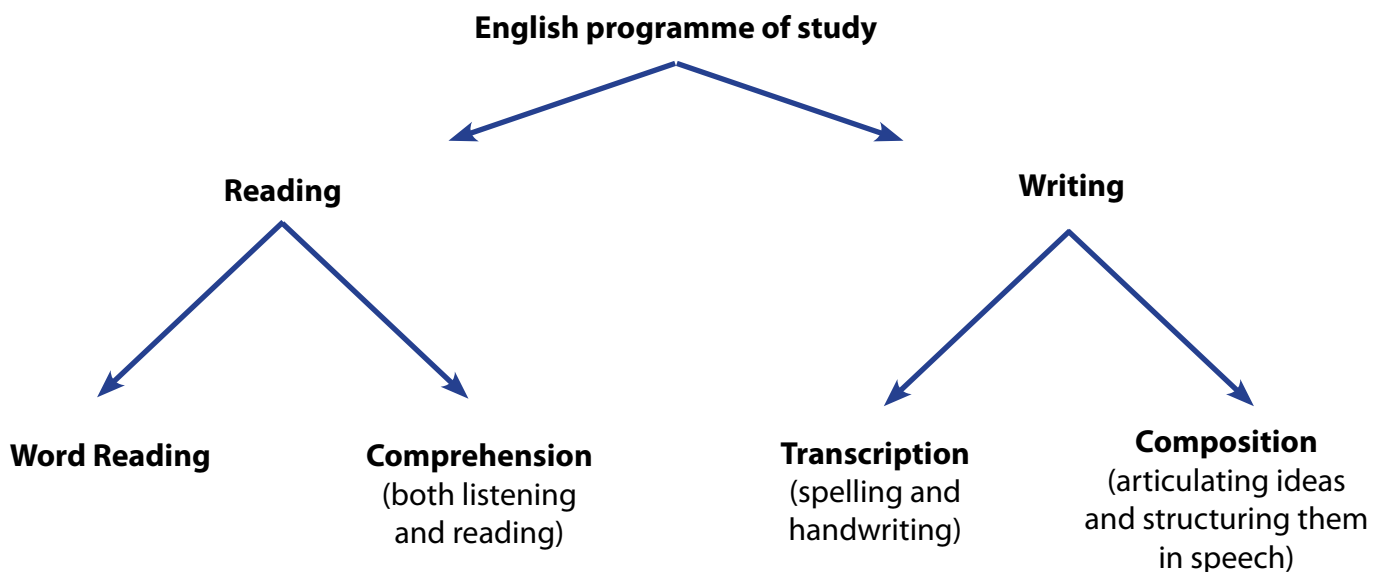 English programme of study
Reading
Writing
Word Reading
Comprehension
(both listening
and reading)
Transcription
(spelling and
handwriting)
Composition
(articulating ideas
and structuring them
in speech)